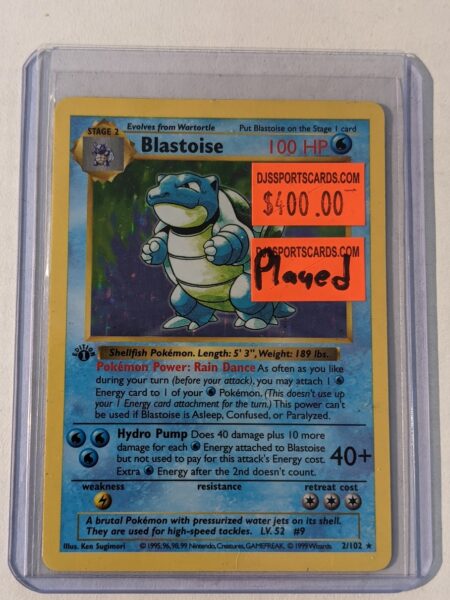 STAGE 2
Evolves from Wartortle
Put Blastoise on the Stage 1 card
Blastoise
100 HP
DJSSPORTSCARDS.COM
$400.00
DJSSPORTSCARDS.COM
Played
EDITION
1
Shellfish Pokémon. Length: 5' 3", Weight: 189 lbs.
Pokémon Power: Rain Dance As often as you like
during your turn (before your attack), you may attach 1
Energy card to 1 of your Pokémon. (This doesn't use up
your 1 Energy card attachment for the turn.) This power can't
be used if Blastoise is Asleep, Confused, or Paralyzed.
Hydro Pump Does 40 damage plus 10 more
damage for each Energy attached to Blastoise
but not used to pay for this attack's Energy cost.
Extra Energy after the 2nd doesn't count.
40+
weakness
resistance
retreat cost
A brutal Pokémon with pressurized water jets on its shell.
They are used for high-speed tackles. LV. 52 #9
Illus. Ken Sugimori
© 1995, 96, 98, 99 Nintendo, Creatures, GAMEFREAK. © 1999 Wizards.
2/102 ★